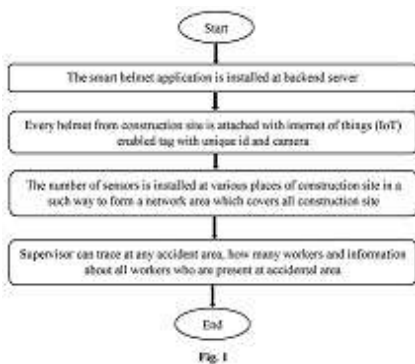 Start
The smart helmet application is installed at backend server
Every helmet from construction site is attached with internet of things (IoT)
enabled tag with unique id and camera
The number of sensors is installed at various places of construction site in a
such way to form a network area which covers all construction site
Supervisor can trace at any accident area, how many workers and information
about all workers who are present at accidental area
End
Fig. 1